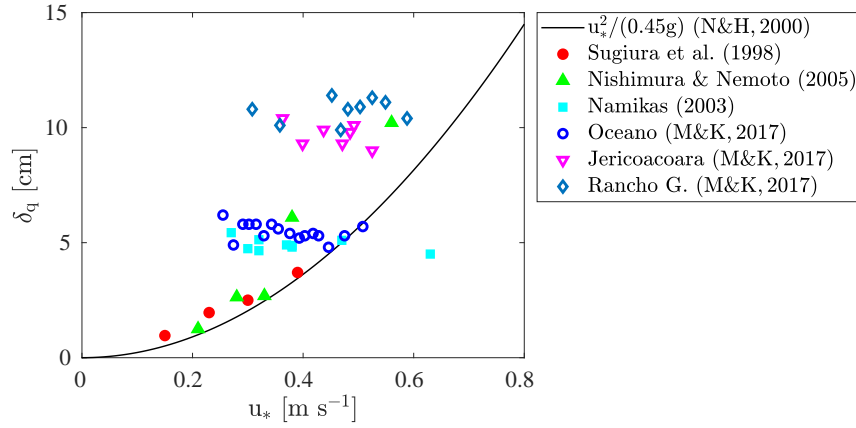 15
10
5
0
0
0.2
0.4
0.6
0.8
δq [cm]
u* [m s−1]
u*2/(0.45g) (N&H, 2000)
Sugiura et al. (1998)
Nishimura & Nemoto (2005)
Namikas (2003)
Oceano (M&K, 2017)
Jericoacoara (M&K, 2017)
Rancho G. (M&K, 2017)